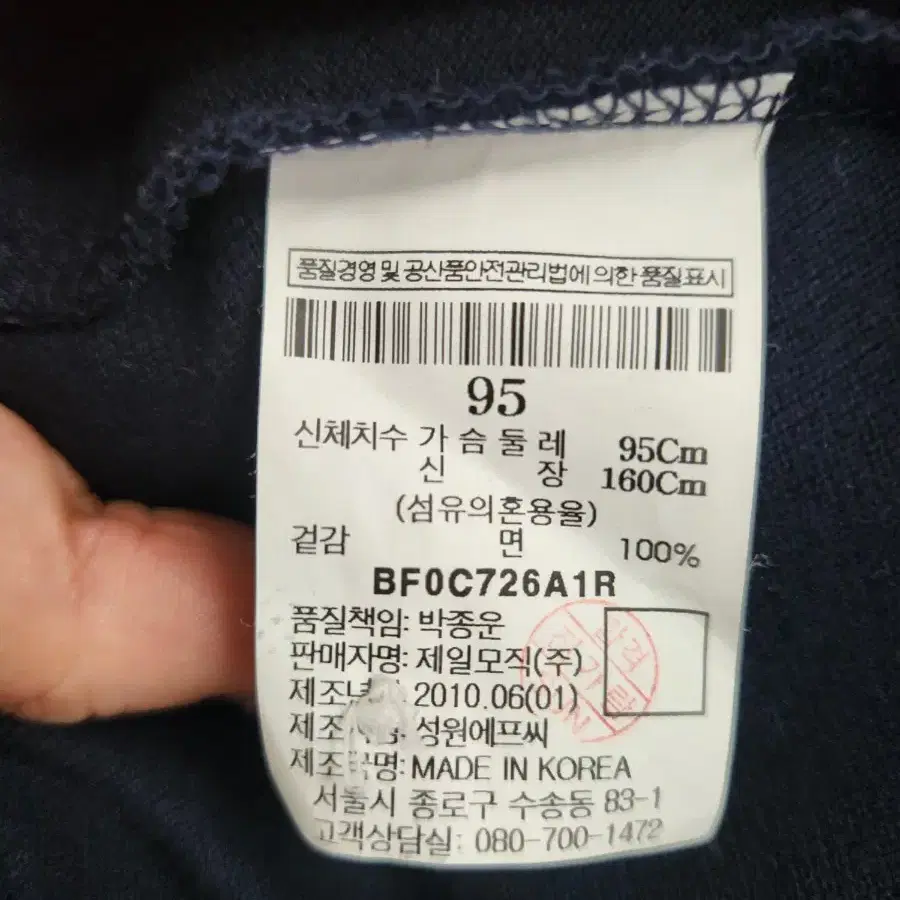 품질경영 및 공산품안전관리법에 의한 품질표시
95
신체치수 가 슴 둘 레 95Cm
신 장 160Cm
(섬유의혼용율)
겉감 면 100%
BF0C726A1R
품질책임: 박종운
판매자명: 제일모직(주)
2010.06(01)
성원에프씨
MADE IN KOREA
서울시 종로구 수송동 83-1
고객상담실: 080-700-1472